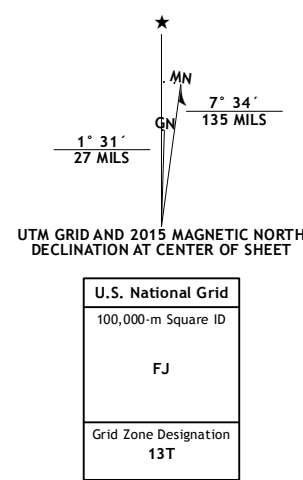 ★
MN
7° 34´
135 MILS
GN
1° 31´
27 MILS
UTM GRID AND 2015 MAGNETIC NORTH
DECLINATION AT CENTER OF SHEET
U.S. National Grid
100,000-m Square ID
FJ
Grid Zone Designation
13T